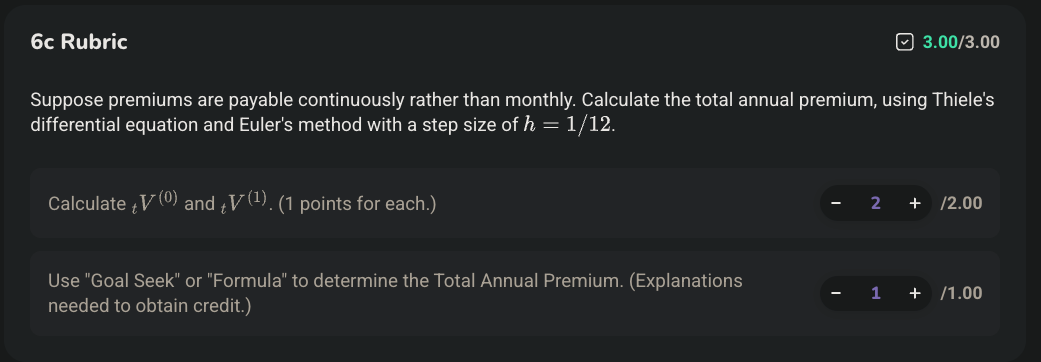 6c Rubric
3.00/3.00
Suppose premiums are payable continuously rather than monthly. Calculate the total annual premium, using Thiele's
differential equation and Euler's method with a step size of h = 1/12.
Calculate ₜV⁽⁰⁾ and ₜV⁽¹⁾. (1 points for each.)
− 2 + /2.00
Use "Goal Seek" or "Formula" to determine the Total Annual Premium. (Explanations
needed to obtain credit.)
− 1 + /1.00